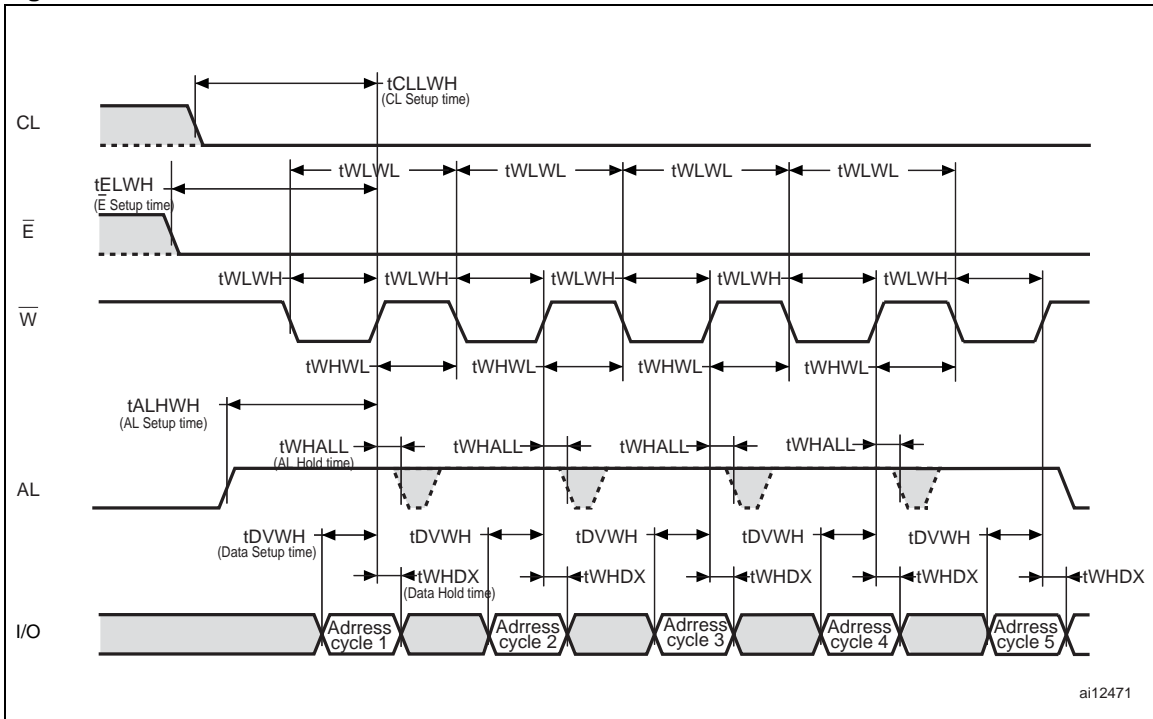 tCLLWH
(CL Setup time)
CL
tWLWL tWLWL tWLWL tWLWL
tELWH
(E̅ Setup time)
E̅
tWLWH tWLWH tWLWH tWLWH tWLWH
W̅
tWHWL tWHWL tWHWL tWHWL
tALHWH
(AL Setup time)
tWHALL tWHALL tWHALL tWHALL
(AL Hold time)
AL
tDVWH tDVWH tDVWH tDVWH tDVWH
(Data Setup time)
tWHDX tWHDX tWHDX tWHDX tWHDX
(Data Hold time)
I/O
Adrress Adrress Adrress Adrress Adrress
cycle 1 cycle 2 cycle 3 cycle 4 cycle 5
ai12471